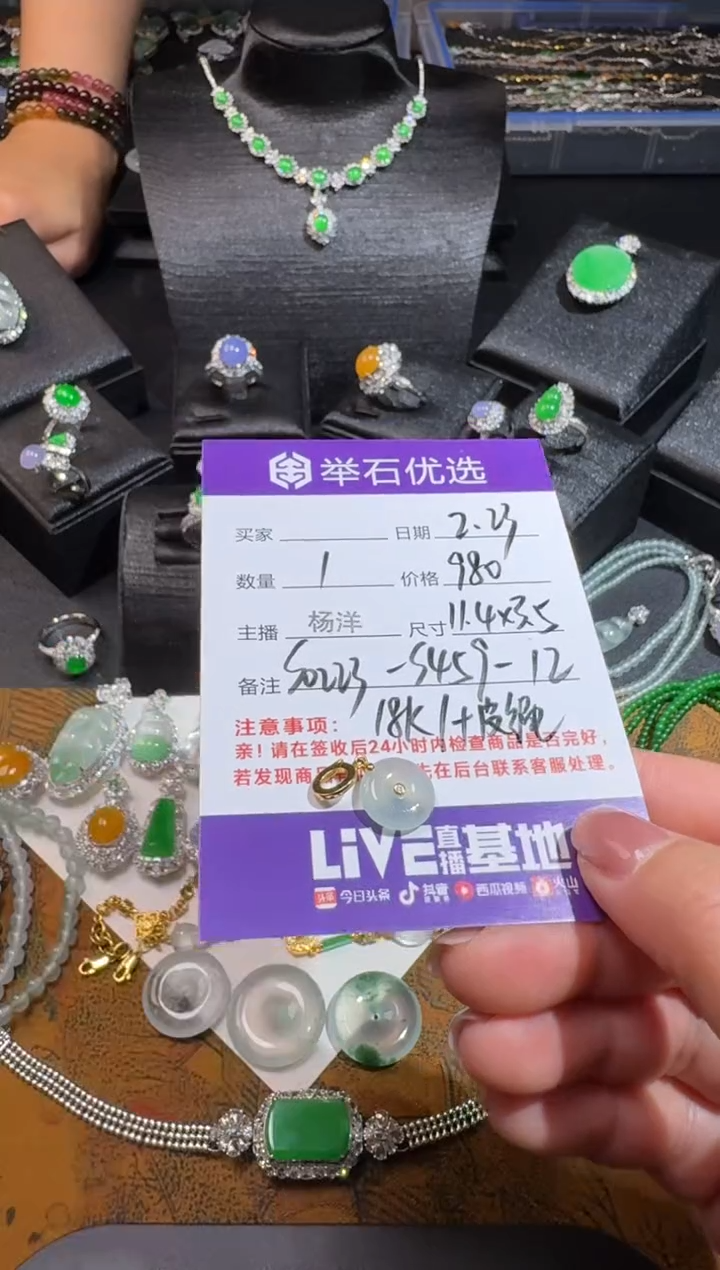 举石优选
买家 日期 2.23
数量 1 价格 980
主播 杨洋 尺寸 11.4×3.5
备注 S0223-S459-12
18K1+皮绳
注意事项:
亲!请在签收后24小时内检查商品是否完好,
若发现商 先在后台联系客服处理。
LiVE直播基地
今日头条 抖音 西瓜视频 火山